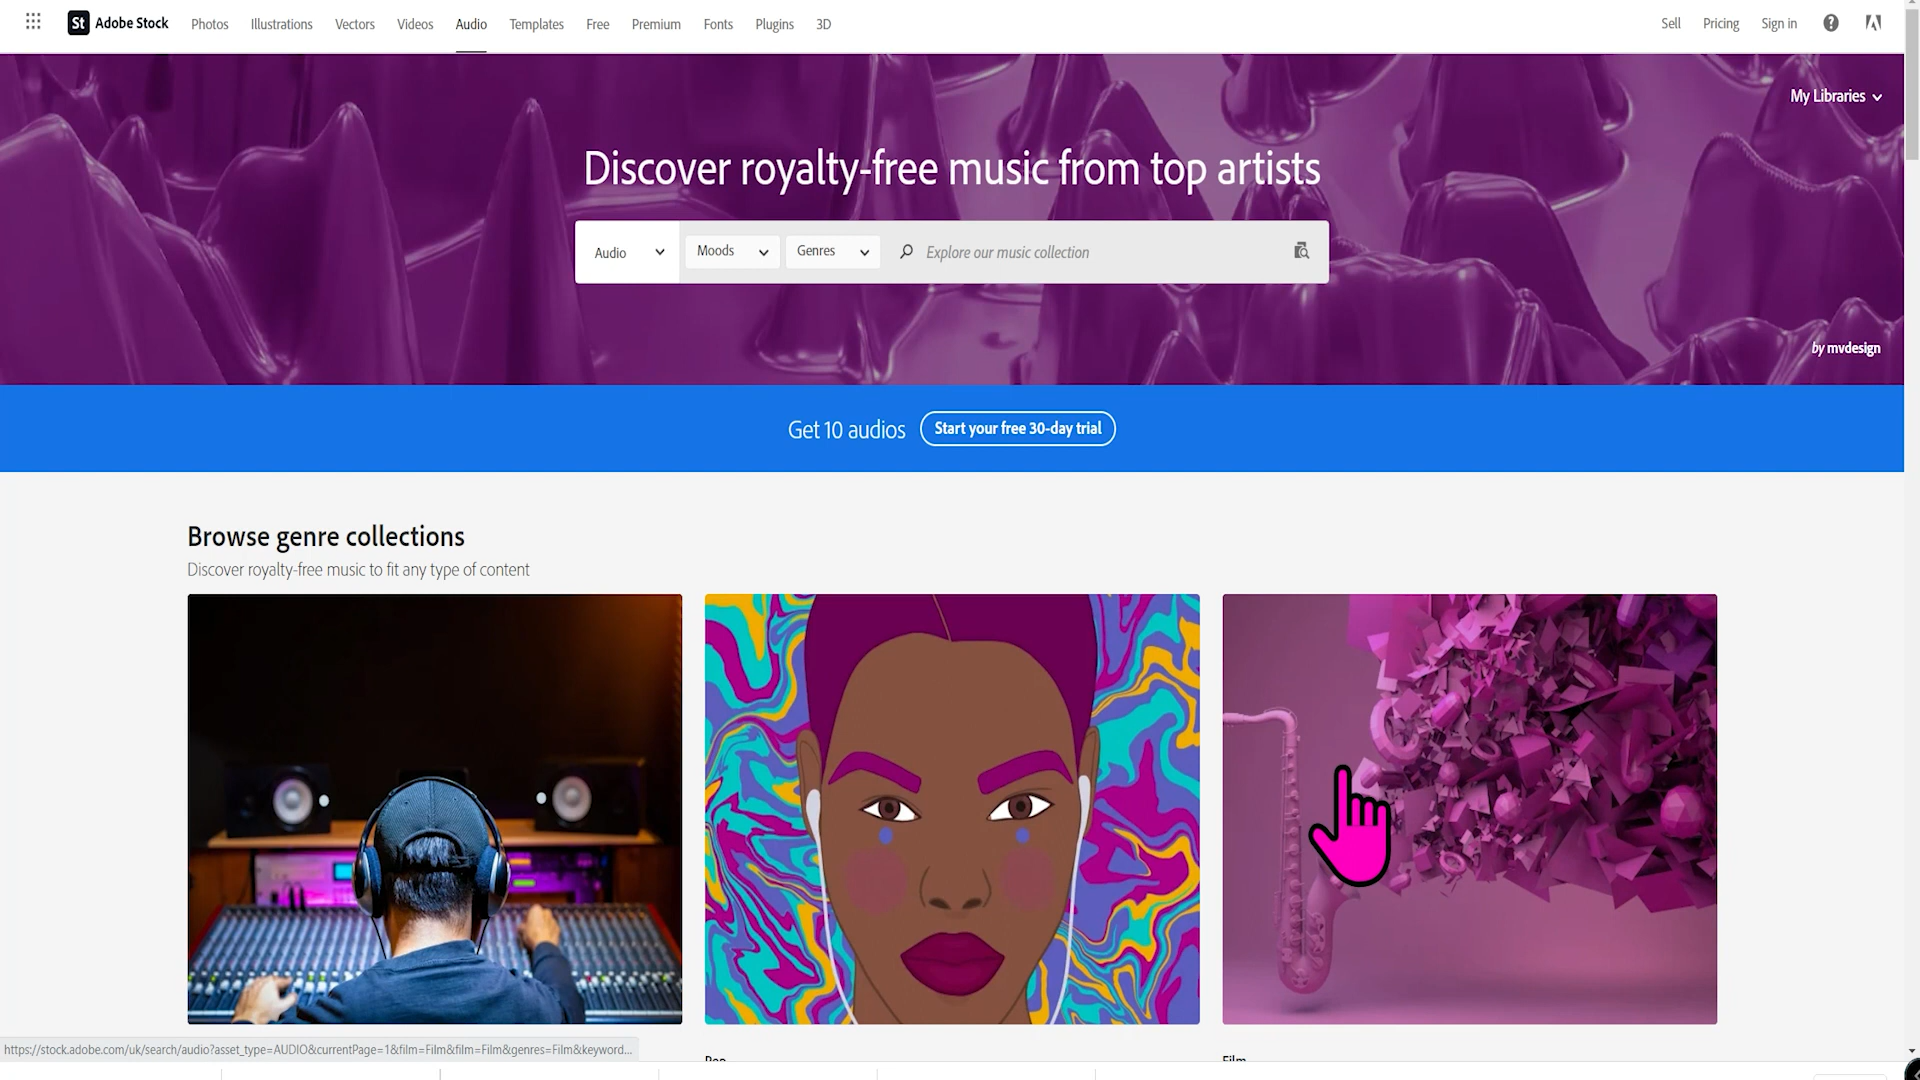 St Adobe Stock Photos Illustrations Vectors Videos Audio Templates Free Premium Fonts Plugins 3D Sell Pricing Sign in ?
My Libraries
Discover royalty-free music from top artists
Audio Moods Genres Explore our music collection
by mvdesign
Get 10 audios Start your free 30-day trial
Browse genre collections
Discover royalty-free music to fit any type of content
https://stock.adobe.com/uk/search/audio?asset_type=AUDIO&currentPage=1&film=Film&film=Film&genres=Film&keyword...
Pop
Film